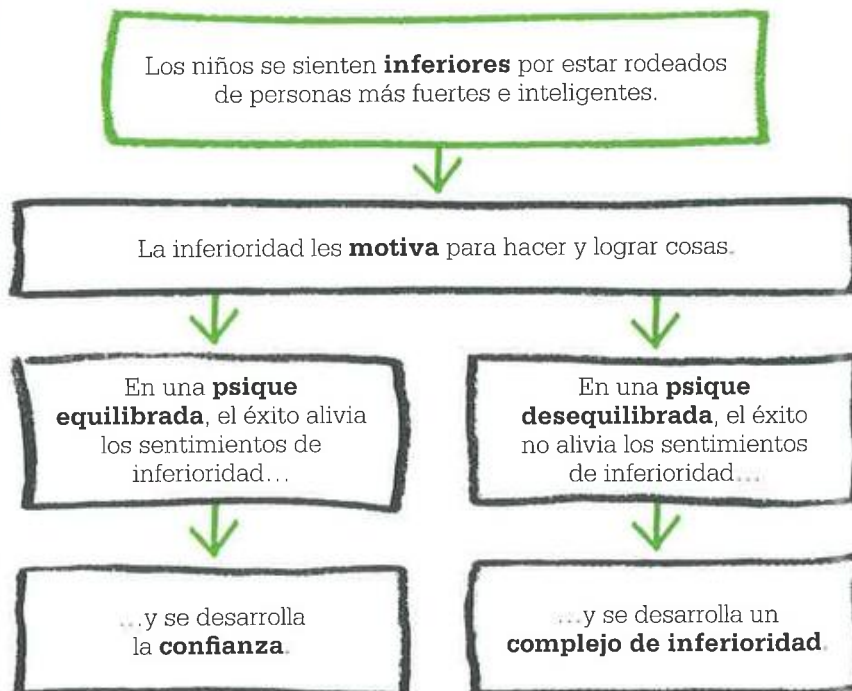 Los niños se sienten inferiores por estar rodeados
de personas más fuertes e inteligentes.
La inferioridad les motiva para hacer y lograr cosas.
En una psique
equilibrada, el éxito alivia
los sentimientos de
inferioridad...
En una psique
desequilibrada, el éxito
no alivia los sentimientos
de inferioridad...
...y se desarrolla
la confianza.
...y se desarrolla un
complejo de inferioridad.